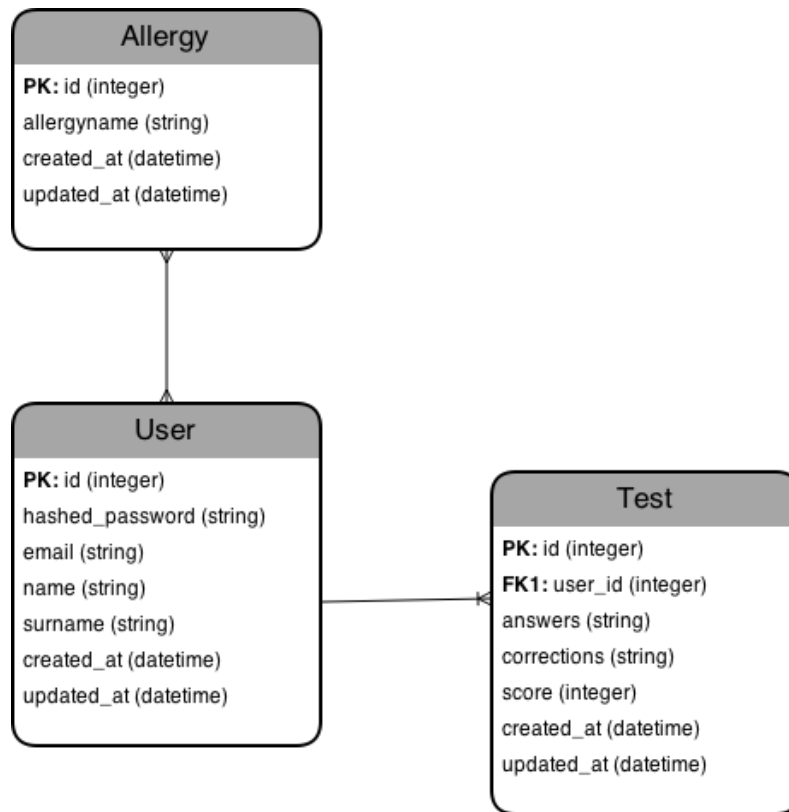 Allergy
PK: id (integer)
allergyname (string)
created_at (datetime)
updated_at (datetime)
User
PK: id (integer)
hashed_password (string)
email (string)
name (string)
surname (string)
created_at (datetime)
updated_at (datetime)
Test
PK: id (integer)
FK1: user_id (integer)
answers (string)
corrections (string)
score (integer)
created_at (datetime)
updated_at (datetime)